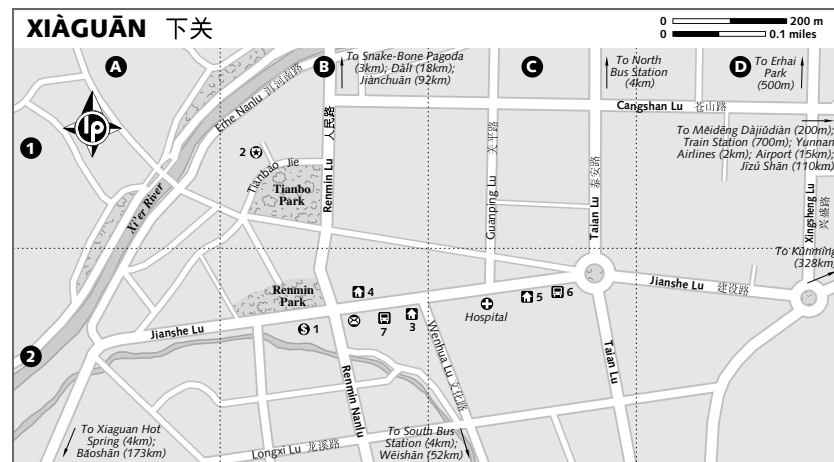 XIÀGUĀN 下关
0 200 m
0 0.1 miles
A
B
C
D
To Snake-Bone Pagoda
(3km); Dàlǐ (18km);
Jiànchuān (92km)
To North
Bus Station
(4km)
To Erhai
Park
(500m)
Cangshan Lu 苍山路
Erhe Nanlu 洱河南路
人民路
Renmin Lu
关平路
Guanping Lu
泰安路
Taian Lu
To Měidēng Dàjiǔdiàn (200m);
Train Station (700m); Yunnan
Airlines (2km); Airport (15km);
Jīzú Shān (110km)
lp
1
2
Tianbao Jie
Tianbo
Park
Xi'er River
Xingsheng Lu
兴盛路
To Kūnmíng
(328km)
Renmin
Park
4
5
6
Jianshe Lu 建设路
Jianshe Lu
1
7
3
Hospital
2
Wenhua Lu 文化路
Renmin Nanlu
Taian Lu
To Xiaguan Hot
Spring (4km);
Bǎoshān (173km)
Longxi Lu 龙溪路
To South Bus
Station (4km);
Wēishān (52km)